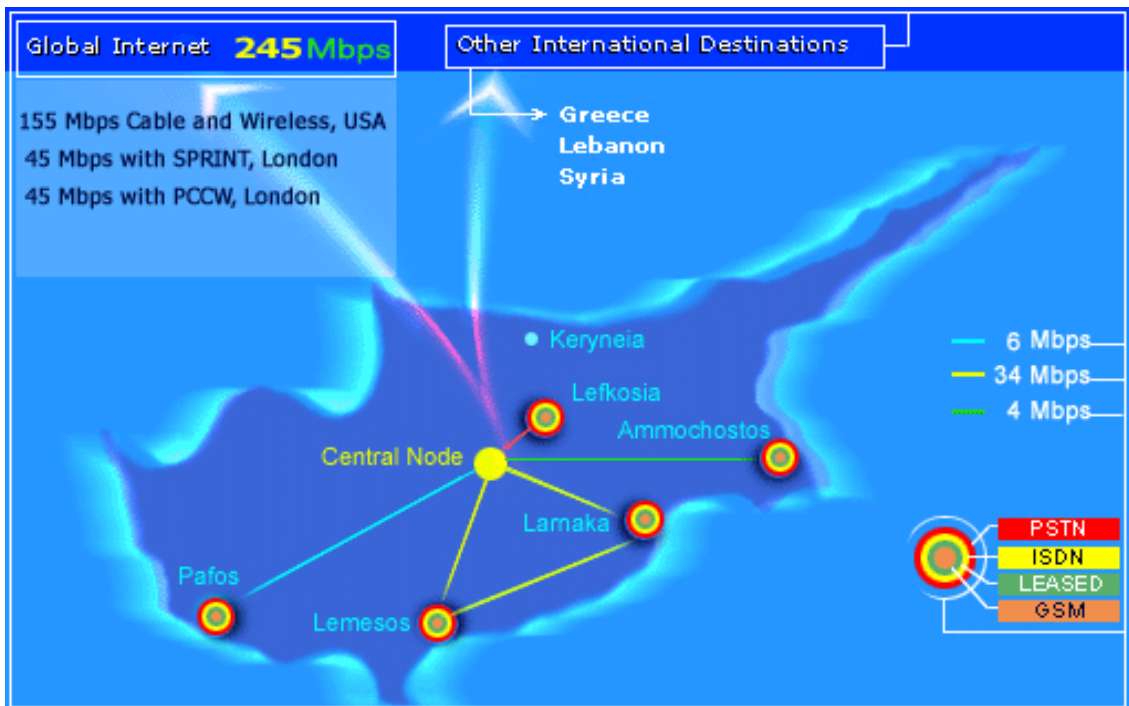 Global Internet 245Mbps
155 Mbps Cable and Wireless, USA
45 Mbps with SPRINT, London
45 Mbps with PCCW, London
Other International Destinations
Greece
Lebanon
Syria
Keryneia
Lefkosia
Ammochostos
Central Node
Larnaka
Pafos
Lemesos
6 Mbps
34 Mbps
4 Mbps
PSTN
ISDN
LEASED
GSM